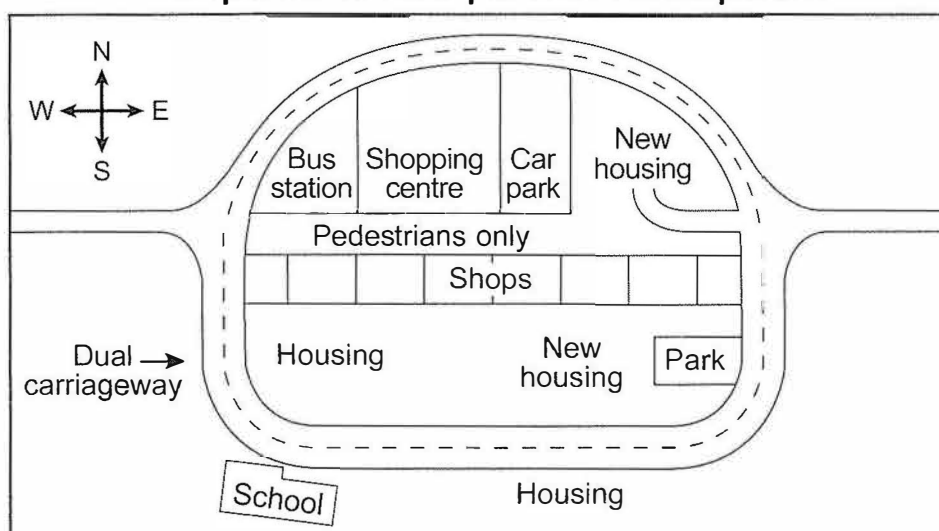 N
W
E
S
Bus
station
Shopping
centre
Car
park
New
housing
Pedestrians only
Shops
Dual
carriageway
Housing
New
housing
Park
School
Housing